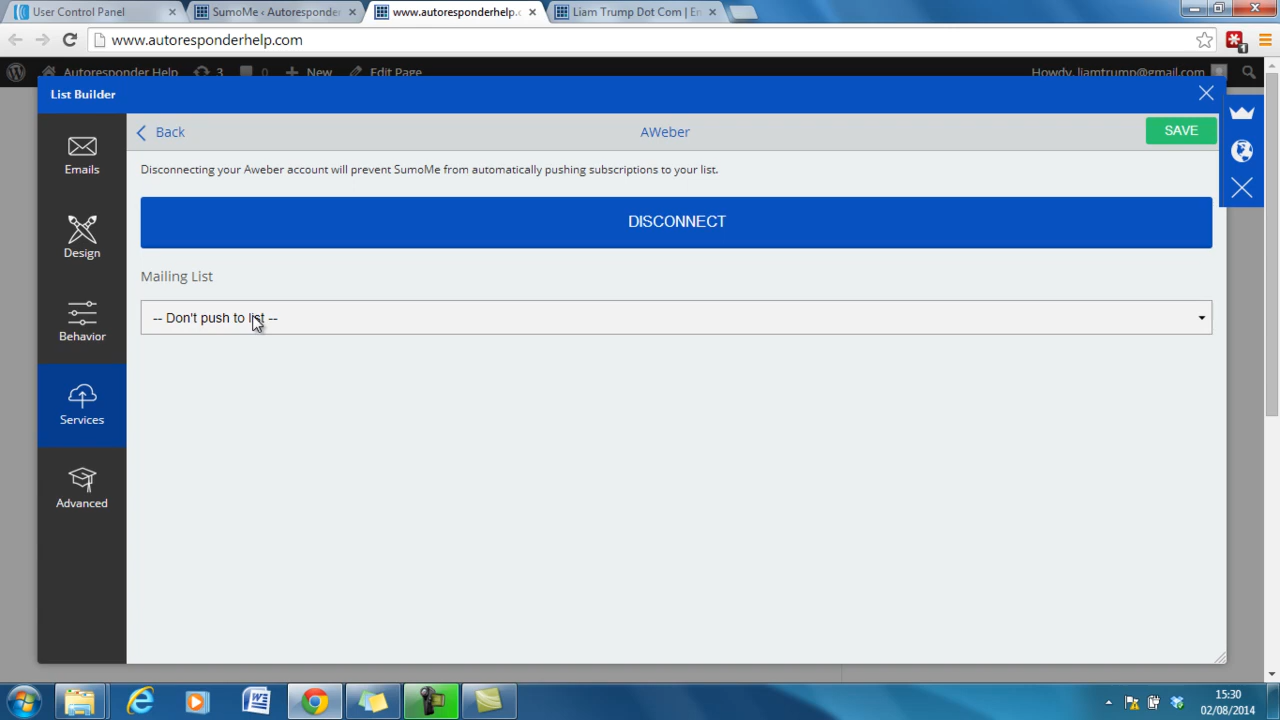 User Control Panel
SumoMe ‹ Autoresponder
www.autoresponderhelp.c
Liam Trump Dot Com | En
www.autoresponderhelp.com
Autoresponder Help 3 0 New Edit Page
Howdy, liamtrump@gmail.com
1
List Builder
Back
AWeber
SAVE
Emails
Design
Behavior
Services
Advanced
Disconnecting your Aweber account will prevent SumoMe from automatically pushing subscriptions to your list.
DISCONNECT
Mailing List
-- Don't push to list --
15:30
02/08/2014